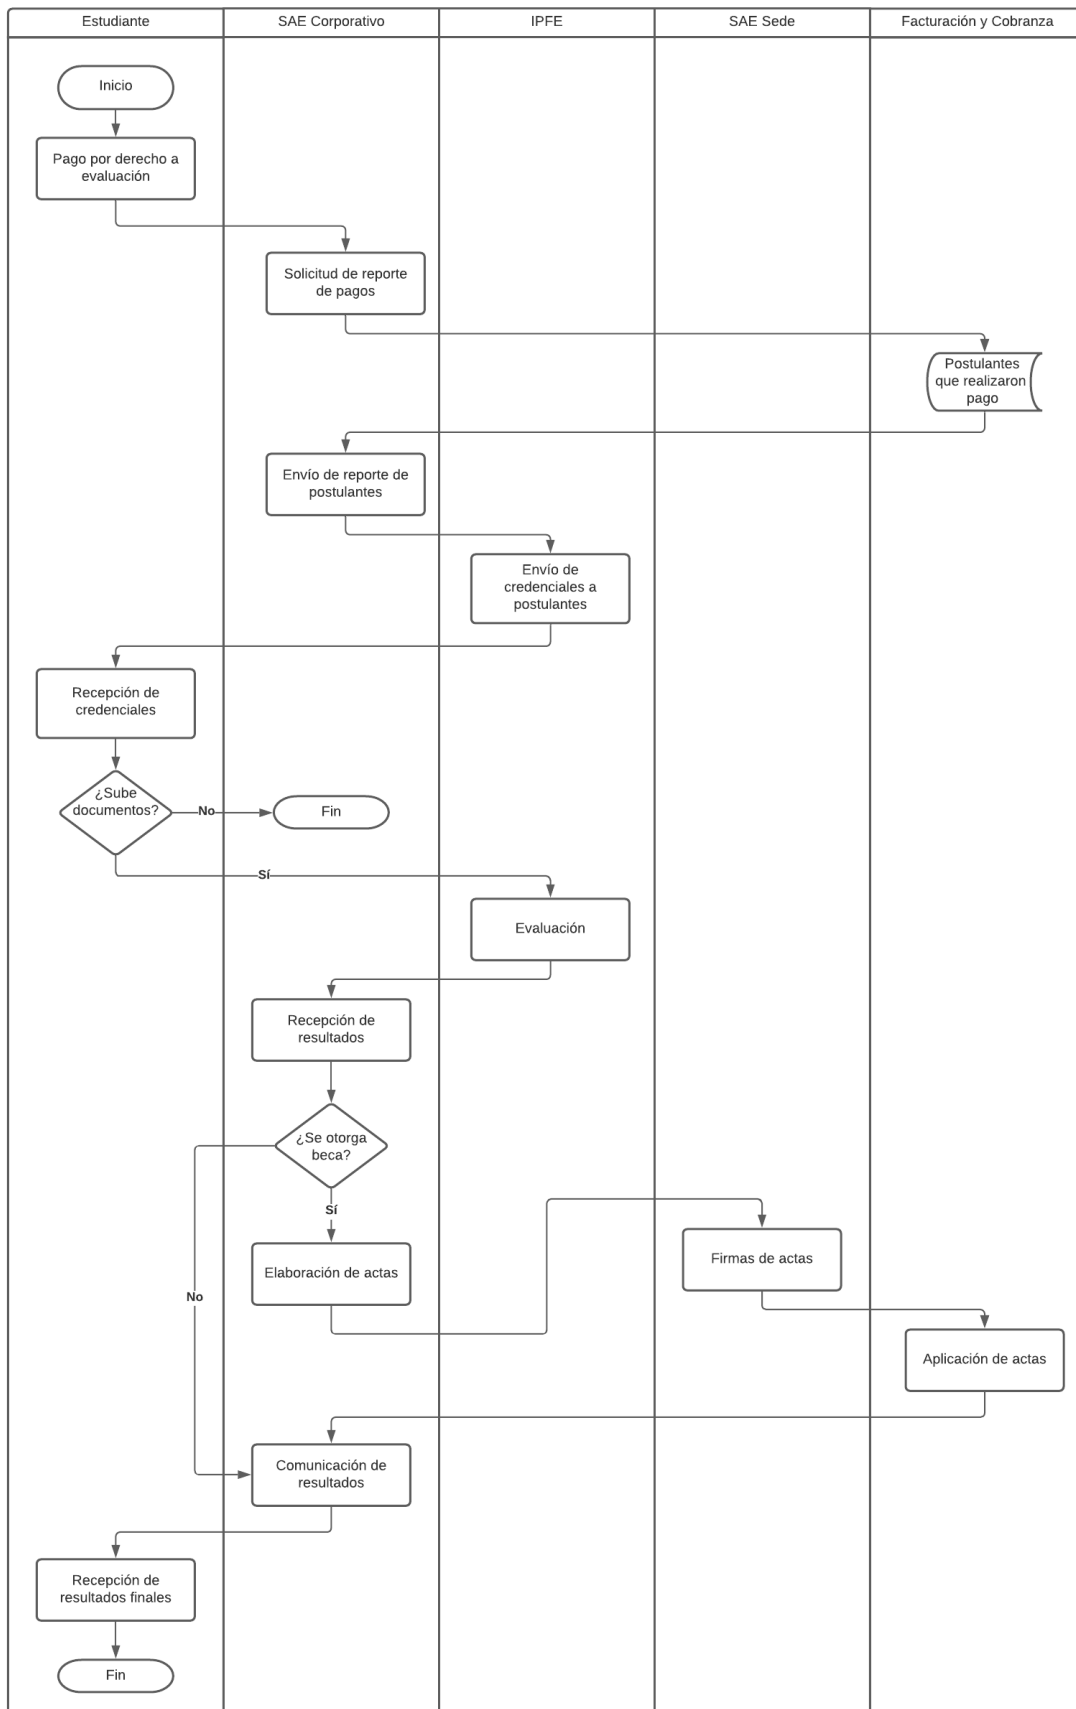 Estudiante
SAE Corporativo
IPFE
SAE Sede
Facturación y Cobranza
Inicio
Pago por derecho a
evaluación
Solicitud de reporte
de pagos
Postulantes
que realizaron
pago
Envío de reporte de
postulantes
Envío de
credenciales a
postulantes
Recepción de
credenciales
¿Sube
documentos?
No
Fin
Sí
Evaluación
Recepción de
resultados
¿Se otorga
beca?
Sí
Elaboración de actas
Firmas de actas
No
Aplicación de actas
Comunicación de
resultados
Recepción de
resultados finales
Fin